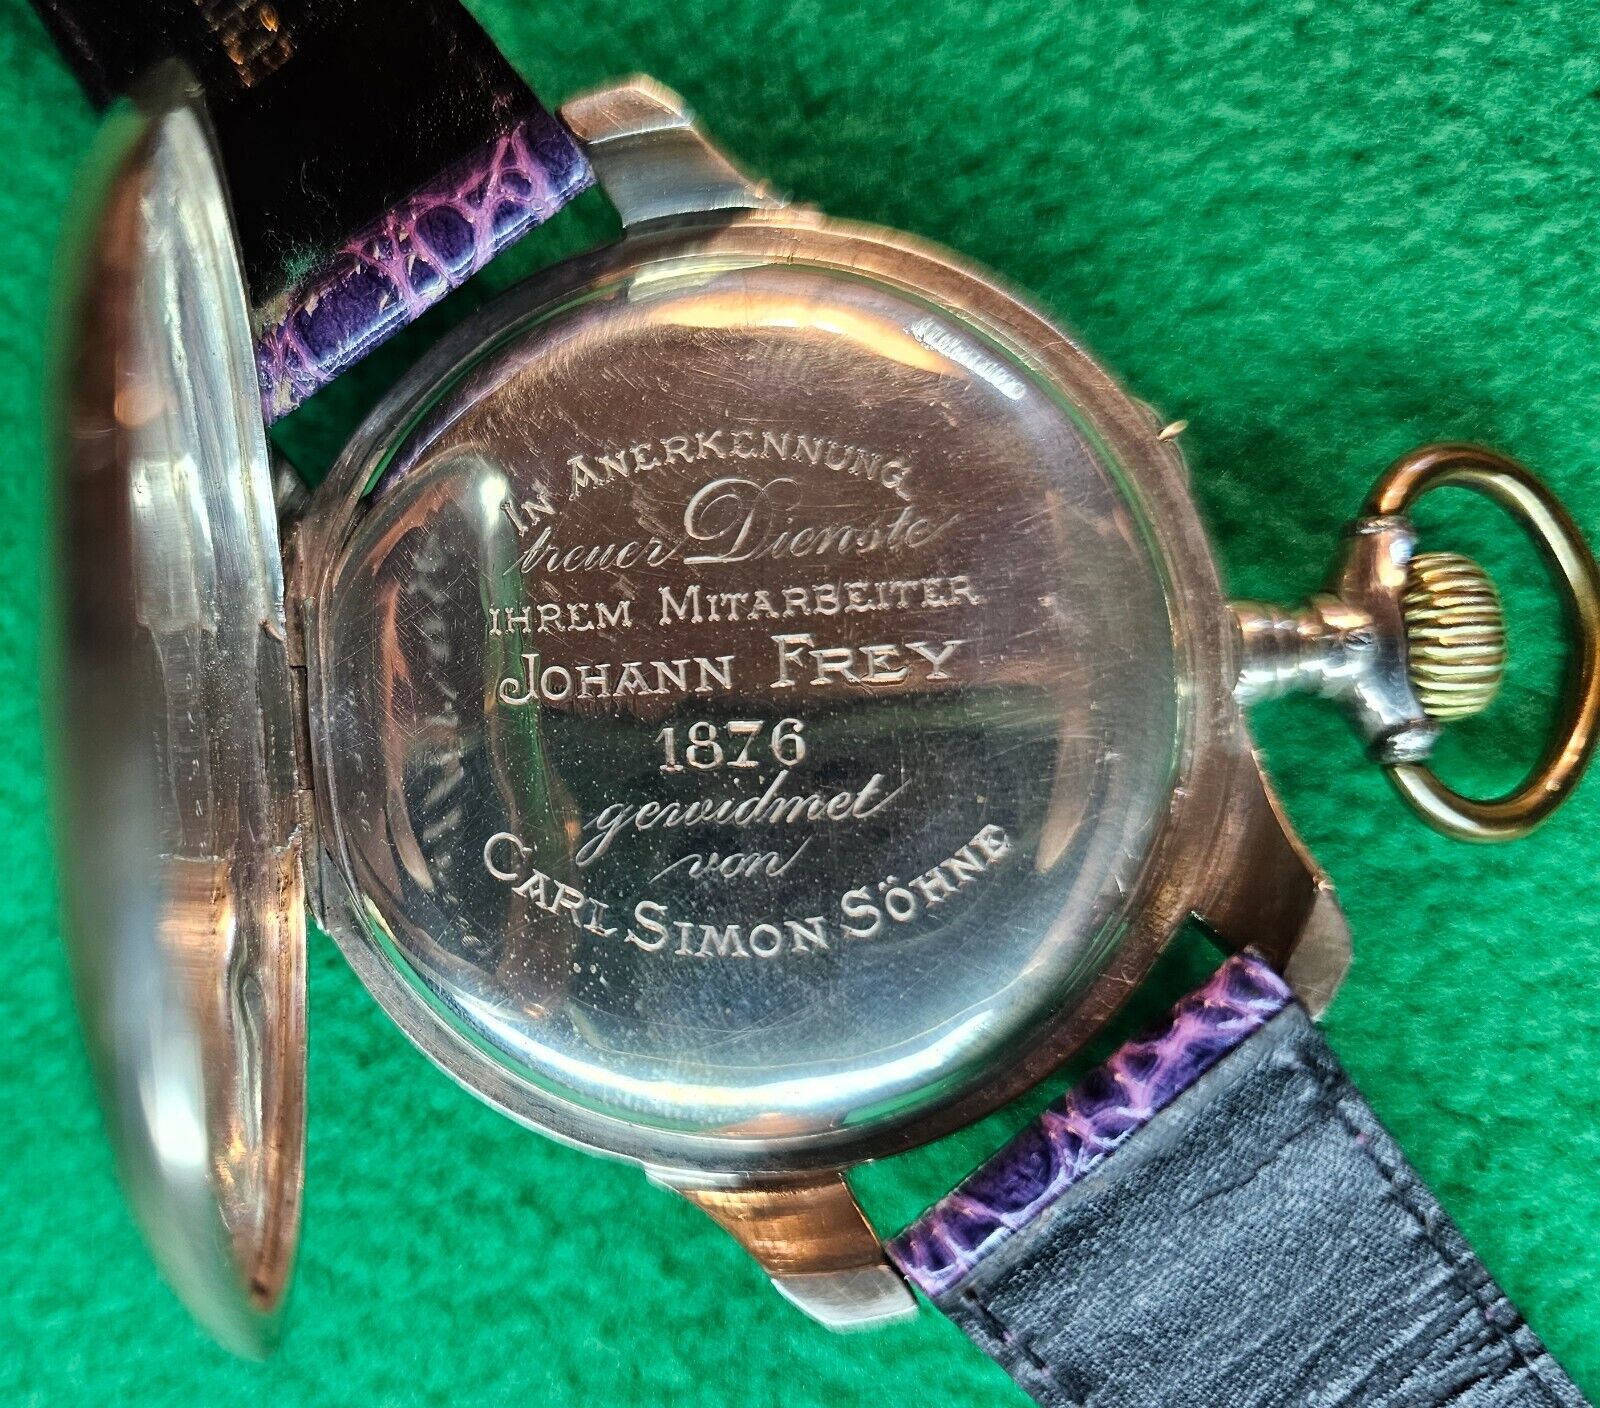 IN ANERKENNUNG
treuer Dienste
IHREM MITARBEITER
JOHANN FREY
1876
gewidmet
von
CARL SIMON SÖHNE